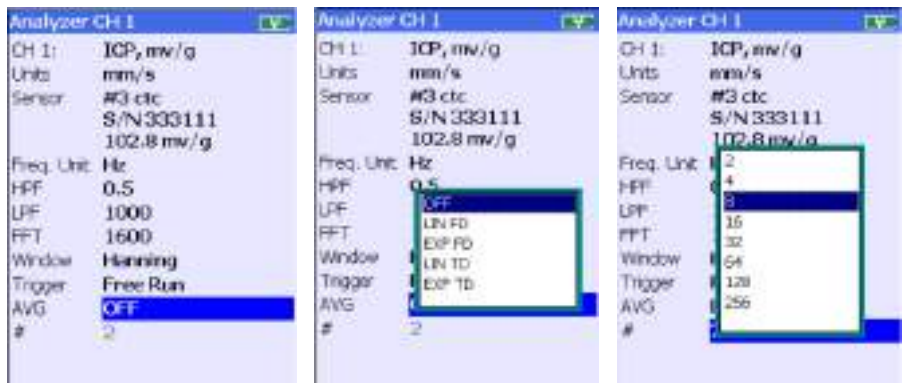 Analyzer CH 1
CH 1: ICP, mv/g
Units mm/s
Sensor #3 ctc
S/N 333111
102.8 mv/g
Freq. Unit Hz
HPF 0.5
LPF 1000
FFT 1600
Window Hanning
Trigger Free Run
AVG OFF
# 2
Analyzer CH 1
CH 1: ICP, mv/g
Units mm/s
Sensor #3 ctc
S/N 333111
102.8 mv/g
Freq. Unit Hz
HPF 0.5
LPF
FFT
Window
Trigger
AVG
# 2
OFF
LIN FD
EXP FD
LIN TD
EXP TD
Analyzer CH 1
CH 1: ICP, mv/g
Units mm/s
Sensor #3 ctc
S/N 333111
102.8 mv/g
Freq. Unit
HPF
LPF
FFT
Window
Trigger
AVG
#
2
4
8
16
32
64
128
256